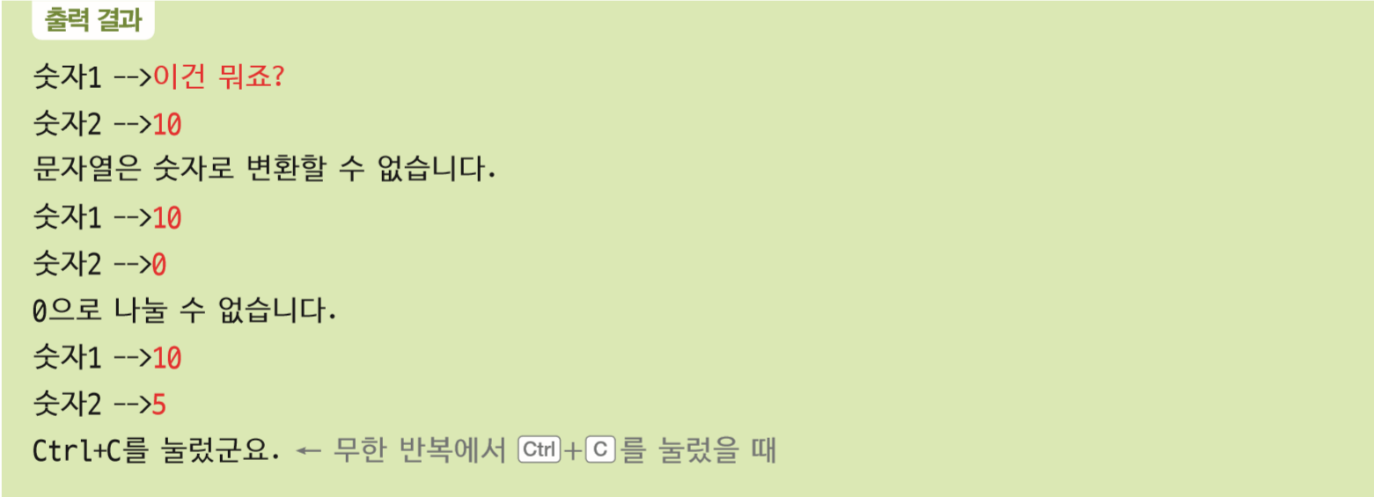 출력 결과
숫자1 -->이건 뭐죠?
숫자2 -->10
문자열은 숫자로 변환할 수 없습니다.
숫자1 -->10
숫자2 -->0
0으로 나눌 수 없습니다.
숫자1 -->10
숫자2 -->5
Ctrl+C를 눌렀군요. ← 무한 반복에서 Ctrl+C를 눌렀을 때